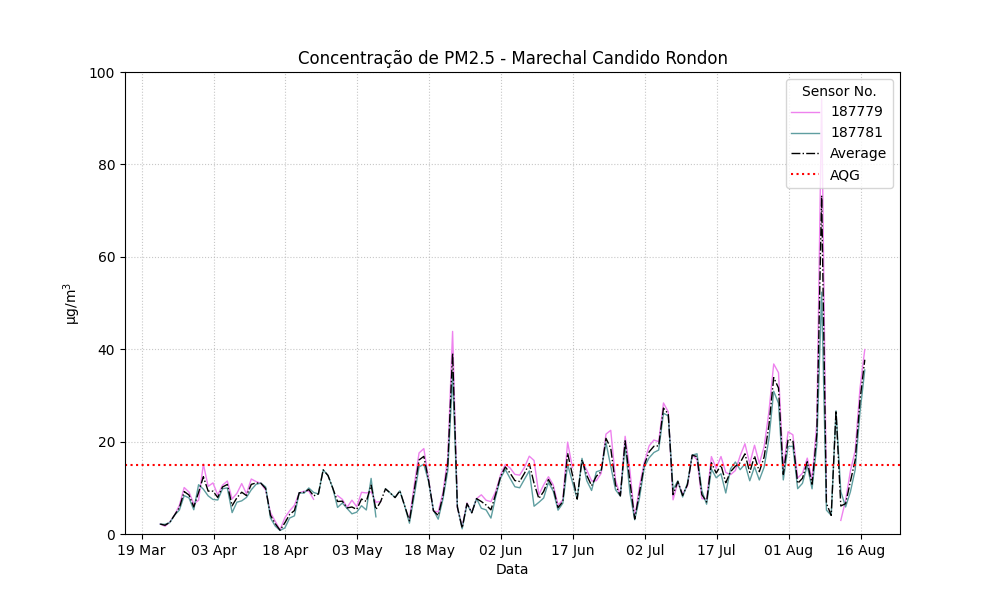 Concentração de PM2.5 - Marechal Candido Rondon
100
80
60
40
20
0
µg/m³
Sensor No.
187779
187781
Average
AQG
19 Mar 03 Apr 18 Apr 03 May 18 May 02 Jun 17 Jun 02 Jul 17 Jul 01 Aug 16 Aug
Data